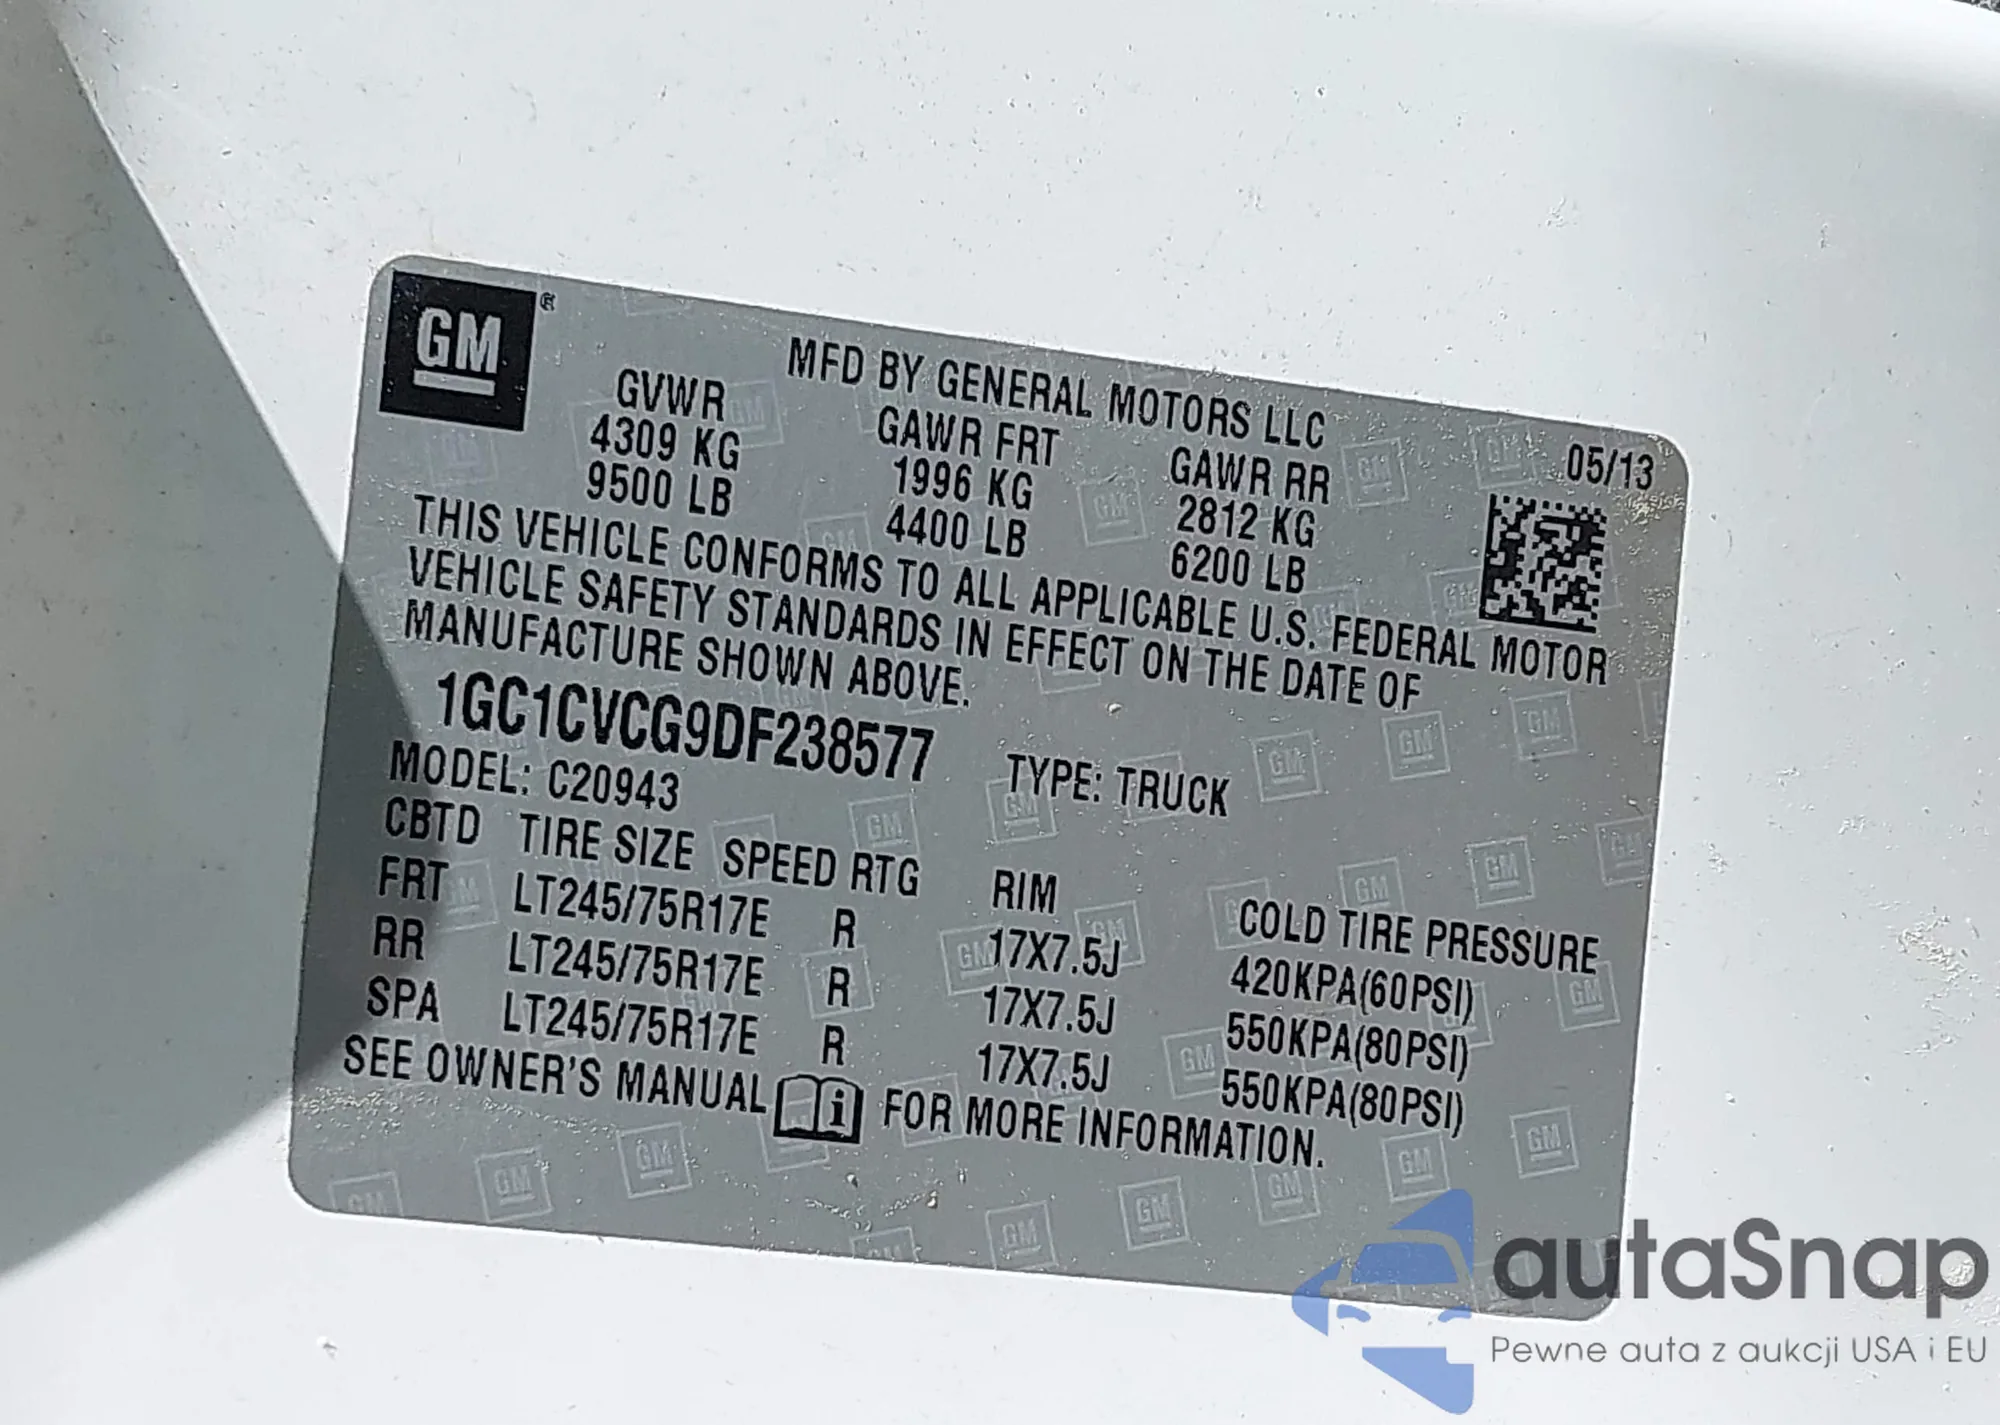 GM ®
MFD BY GENERAL MOTORS LLC
GVWR GAWR FRT GAWR RR 05/13
4309 KG 1996 KG 2812 KG
9500 LB 4400 LB 6200 LB
THIS VEHICLE CONFORMS TO ALL APPLICABLE U.S. FEDERAL MOTOR
VEHICLE SAFETY STANDARDS IN EFFECT ON THE DATE OF
MANUFACTURE SHOWN ABOVE.
1GC1CVCG9DF238577 TYPE: TRUCK
MODEL: C20943
CBTD TIRE SIZE SPEED RTG RIM COLD TIRE PRESSURE
FRT LT245/75R17E R 17X7.5J 420KPA(60PSI)
RR LT245/75R17E R 17X7.5J 550KPA(80PSI)
SPA LT245/75R17E R 17X7.5J 550KPA(80PSI)
SEE OWNER'S MANUAL i FOR MORE INFORMATION.
autaSnap
Pewne auta z aukcji USA i EU